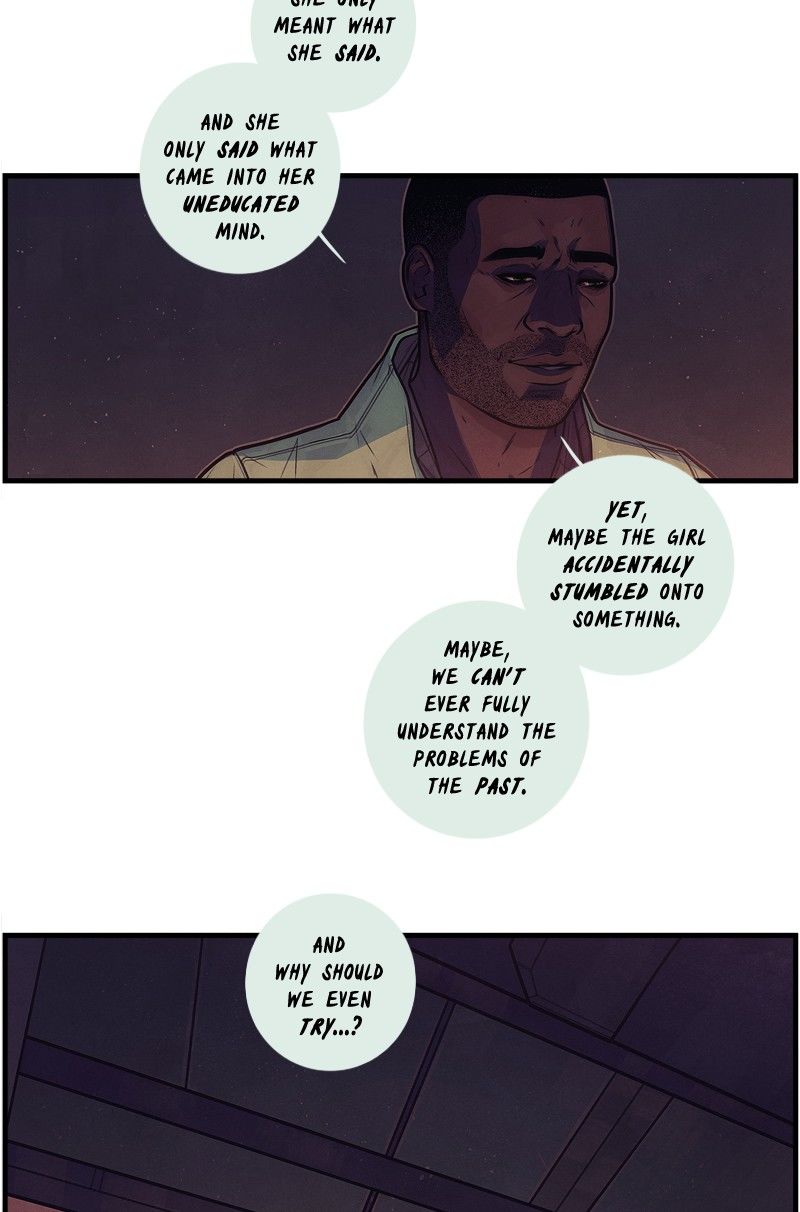 SHE ONLY
MEANT WHAT
SHE SAID.
AND SHE
ONLY SAID WHAT
CAME INTO HER
UNEDUCATED
MIND.
YET,
MAYBE THE GIRL
ACCIDENTALLY
STUMBLED ONTO
SOMETHING.
MAYBE,
WE CAN'T
EVER FULLY
UNDERSTAND THE
PROBLEMS OF
THE PAST.
AND
WHY SHOULD
WE EVEN
TRY...?